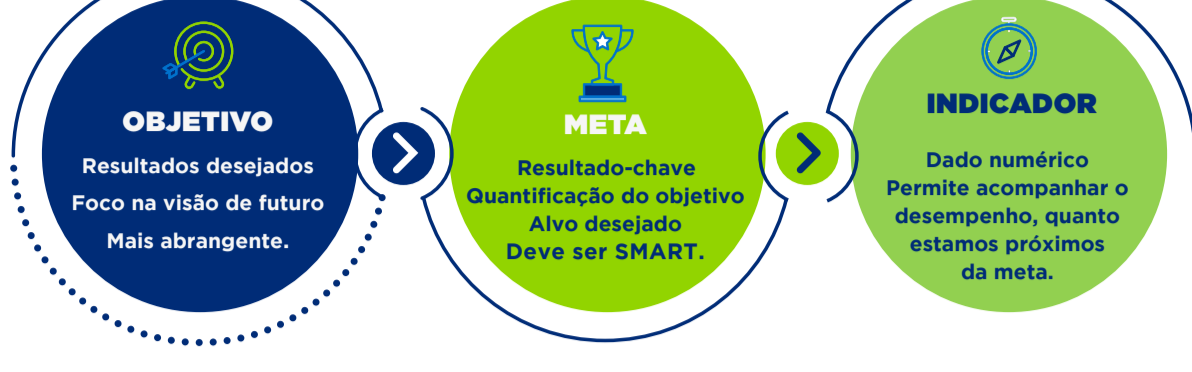 OBJETIVO
Resultados desejados
Foco na visão de futuro
Mais abrangente.
META
Resultado-chave
Quantificação do objetivo
Alvo desejado
Deve ser SMART.
INDICADOR
Dado numérico
Permite acompanhar o
desempenho, quanto
estamos próximos
da meta.